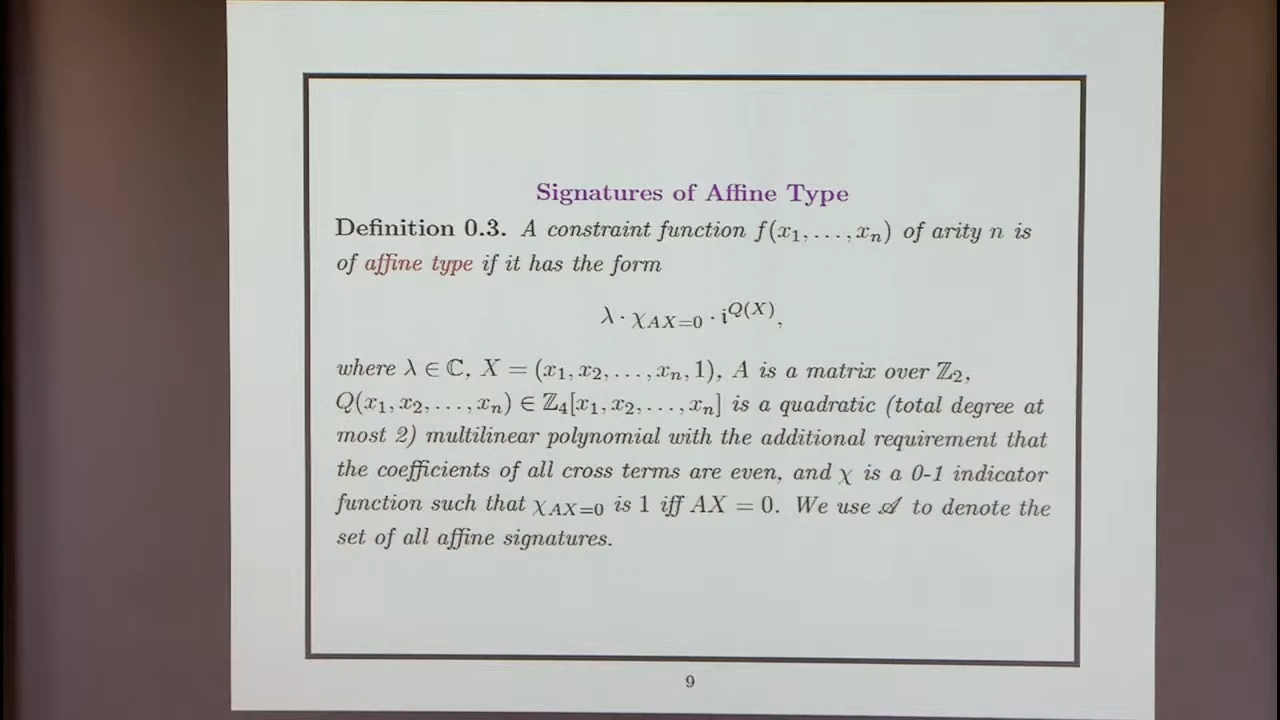 Signatures of Affine Type
Definition 0.3. A constraint function f(x₁, . . . , xₙ) of arity n is
of affine type if it has the form
λ · χ_{AX=0} · i^{Q(X)},
where λ ∈ ℂ, X = (x₁, x₂, . . . , xₙ, 1), A is a matrix over ℤ₂,
Q(x₁, x₂, . . . , xₙ) ∈ ℤ₄[x₁, x₂, . . . , xₙ] is a quadratic (total degree at
most 2) multilinear polynomial with the additional requirement that
the coefficients of all cross terms are even, and χ is a 0-1 indicator
function such that χ_{AX=0} is 1 iff AX = 0. We use 𝒜 to denote the
set of all affine signatures.
9